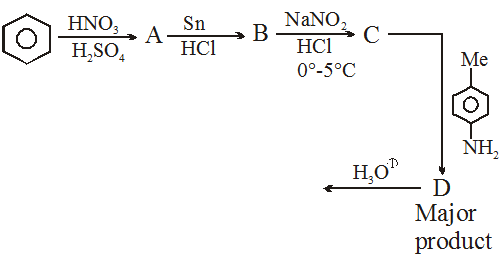 HNO₃
H₂SO₄
A
Sn
HCl
B
NaNO₂
HCl
0°-5°C
C
Me
NH₂
H₃O⊕
D
Major
product